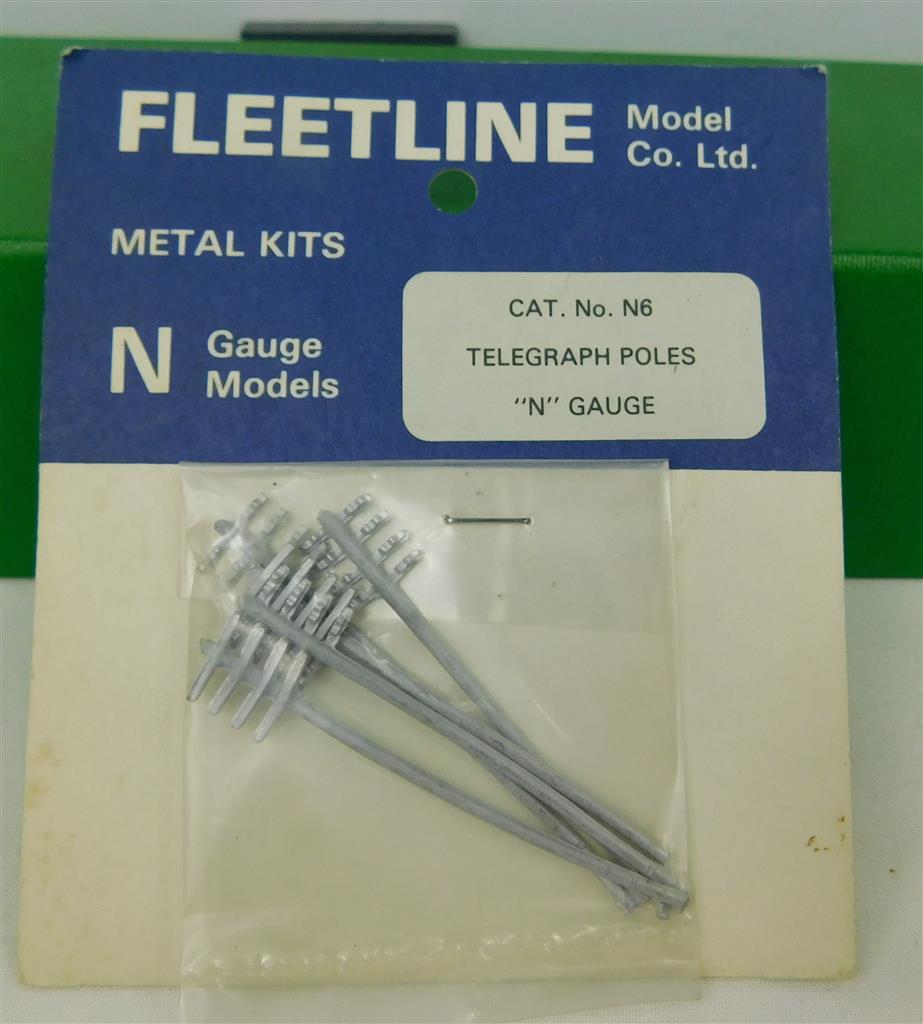 FLEETLINE Model
Co. Ltd.
METAL KITS
N Gauge
Models
CAT. No. N6
TELEGRAPH POLES
"N" GAUGE